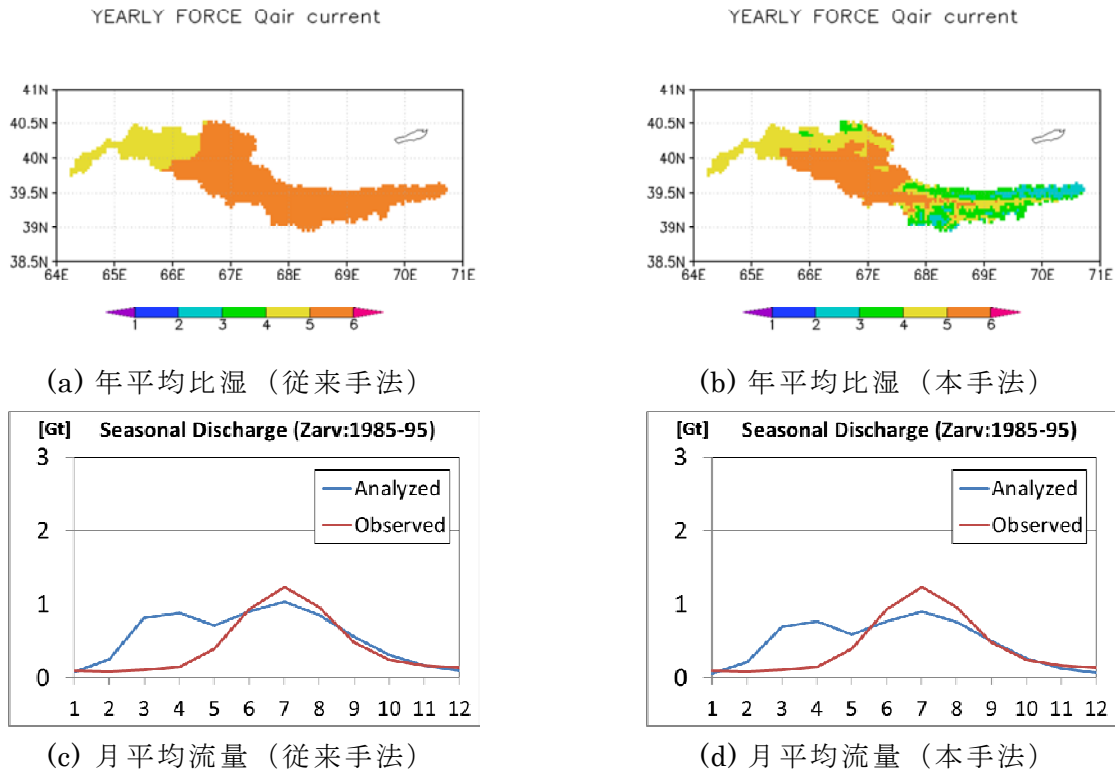 YEARLY FORCE Qair current
YEARLY FORCE Qair current
41N
40.5N
40N
39.5N
39N
38.5N
64E 65E 66E 67E 68E 69E 70E 71E
1 2 3 4 5 6
41N
40.5N
40N
39.5N
39N
38.5N
64E 65E 66E 67E 68E 69E 70E 71E
1 2 3 4 5 6
(a) 年平均比湿（従来手法）
(b) 年平均比湿（本手法）
[Gt] Seasonal Discharge (Zarv:1985-95)
3
2
1
0
Analyzed
Observed
1 2 3 4 5 6 7 8 9 10 11 12
[Gt] Seasonal Discharge (Zarv:1985-95)
3
2
1
0
Analyzed
Observed
1 2 3 4 5 6 7 8 9 10 11 12
(c) 月平均流量（従来手法）
(d) 月平均流量（本手法）